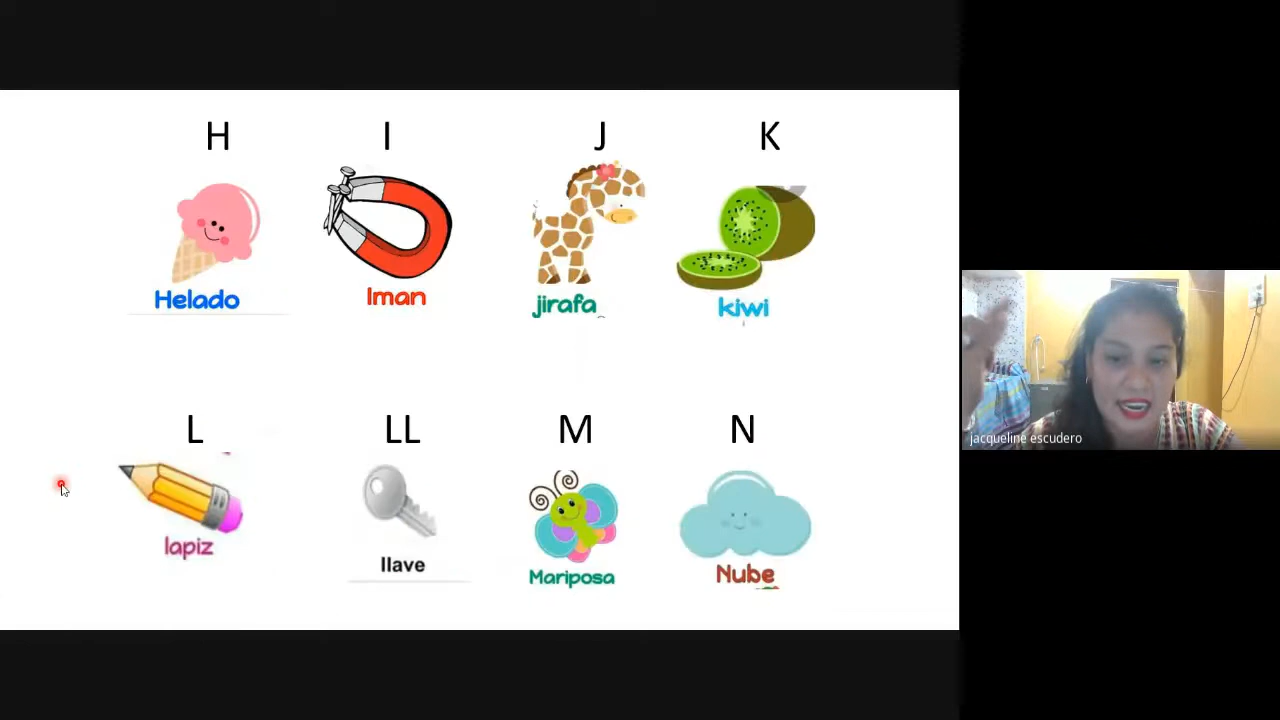 H I J K
Helado Iman jirafa kiwi
L LL M N
lapiz llave Mariposa Nube
jacqueline escudero